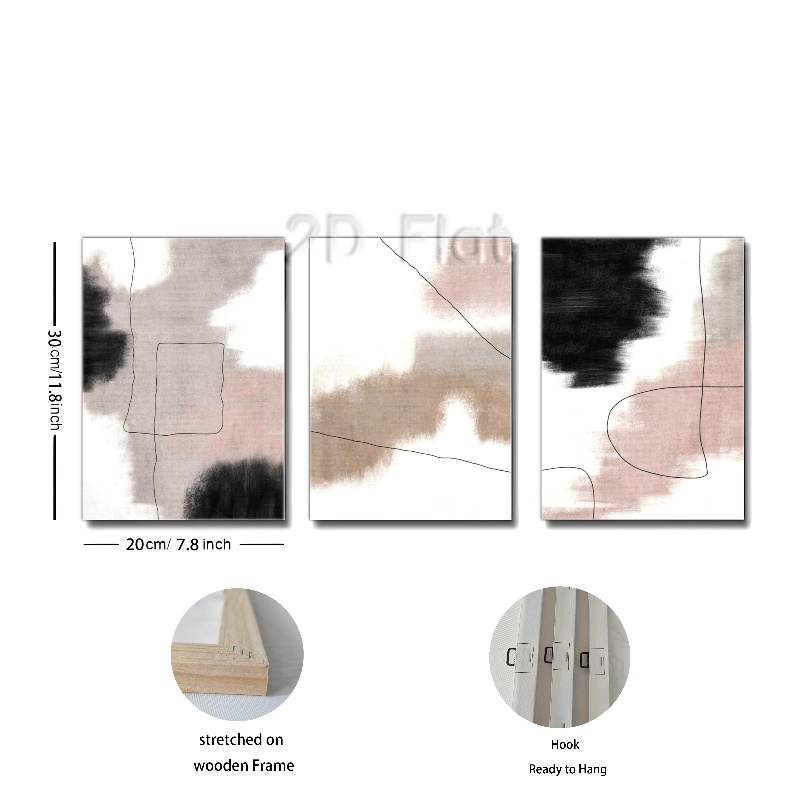 2D Flat
30cm/11.8inch
20cm/ 7.8 inch
stretched on
wooden Frame
Hook
Ready to Hang